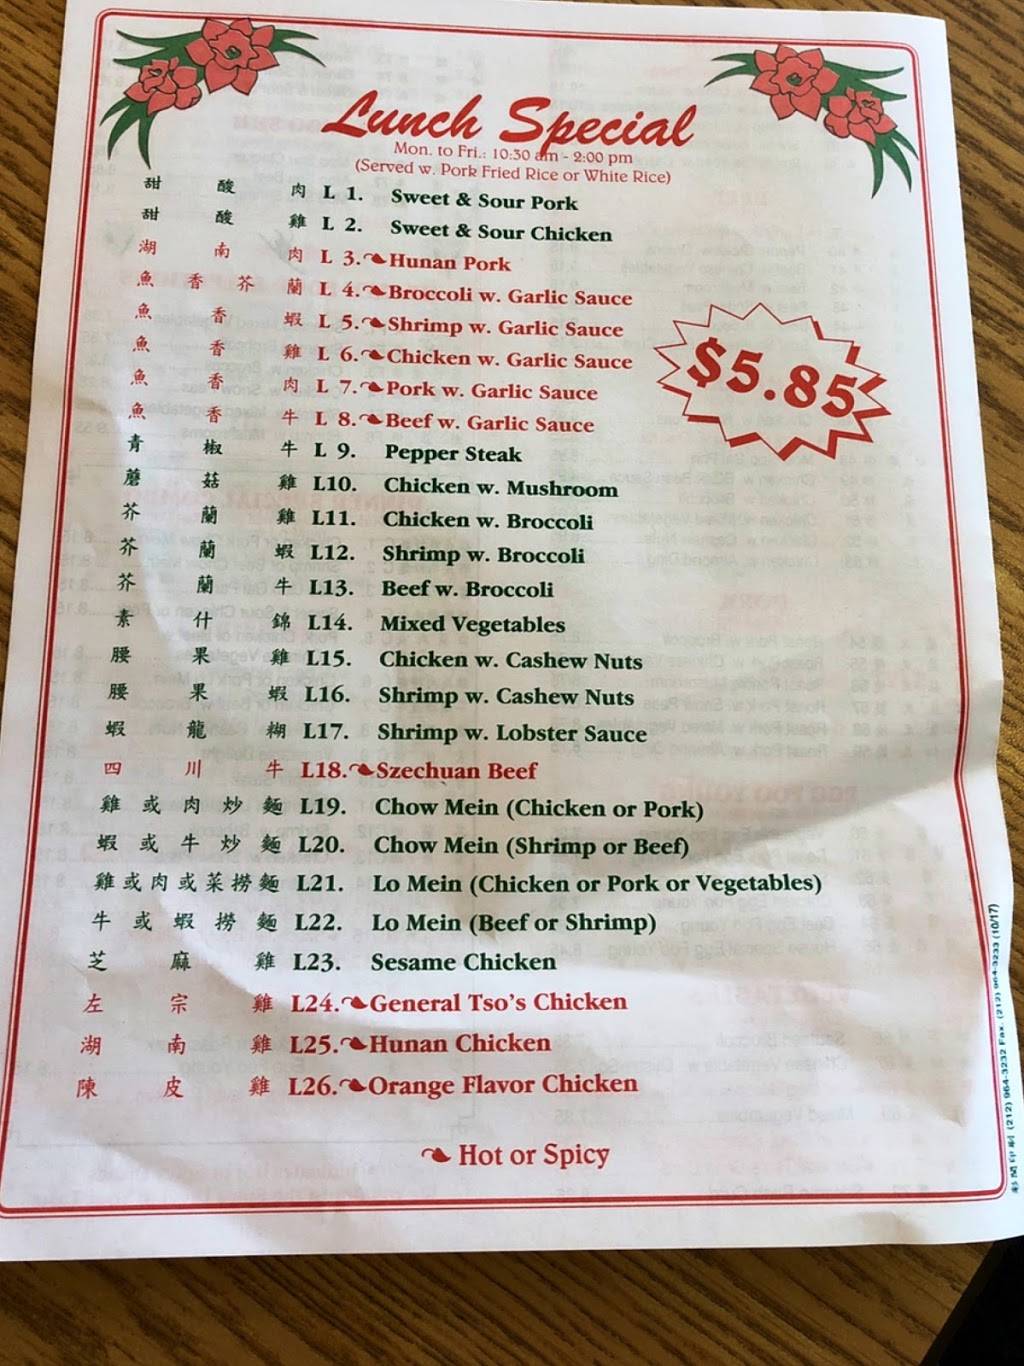 Lunch Special
Mon. to Fri.: 10:30 am - 2:00 pm
(Served w. Pork Fried Rice or White Rice)
甜酸肉 L 1. Sweet & Sour Pork
甜酸雞 L 2. Sweet & Sour Chicken
湖南肉 L 3. Hunan Pork
魚香芥蘭 L 4. Broccoli w. Garlic Sauce
魚香蝦 L 5. Shrimp w. Garlic Sauce
魚香雞 L 6. Chicken w. Garlic Sauce
魚香肉 L 7. Pork w. Garlic Sauce
魚香牛 L 8. Beef w. Garlic Sauce
$5.85
青椒牛 L 9. Pepper Steak
蘑菇雞 L10. Chicken w. Mushroom
芥蘭雞 L11. Chicken w. Broccoli
芥蘭蝦 L12. Shrimp w. Broccoli
芥蘭牛 L13. Beef w. Broccoli
素什錦 L14. Mixed Vegetables
腰果雞 L15. Chicken w. Cashew Nuts
腰果蝦 L16. Shrimp w. Cashew Nuts
蝦龍糊 L17. Shrimp w. Lobster Sauce
四川牛 L18. Szechuan Beef
雞或肉炒麵 L19. Chow Mein (Chicken or Pork)
蝦或牛炒麵 L20. Chow Mein (Shrimp or Beef)
雞或肉或菜撈麵 L21. Lo Mein (Chicken or Pork or Vegetables)
牛或蝦撈麵 L22. Lo Mein (Beef or Shrimp)
芝麻雞 L23. Sesame Chicken
左宗雞 L24. General Tso's Chicken
湖南雞 L25. Hunan Chicken
陳皮雞 L26. Orange Flavor Chicken
Hot or Spicy
(212) 964-3232 Fax. (212) 964-3233 (10/17)